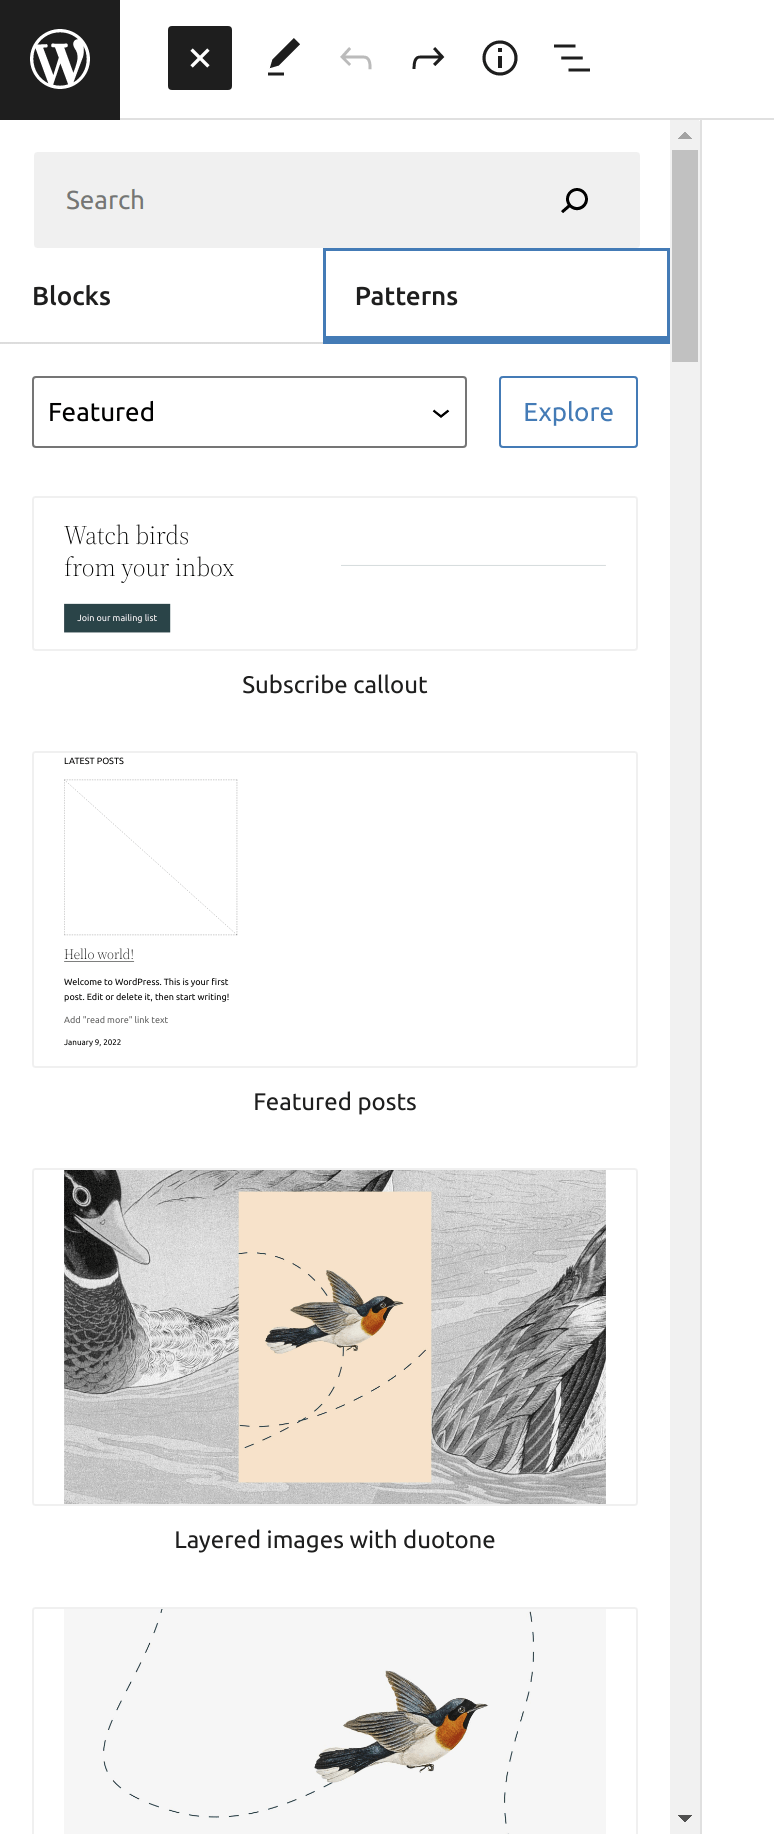 Search
Blocks
Patterns
Featured
Explore
Watch birds
from your inbox
Join our mailing list
Subscribe callout
LATEST POSTS
Hello world!
Welcome to WordPress. This is your first
post. Edit or delete it, then start writing!
Add "read more" link text
January 9, 2022
Featured posts
Layered images with duotone